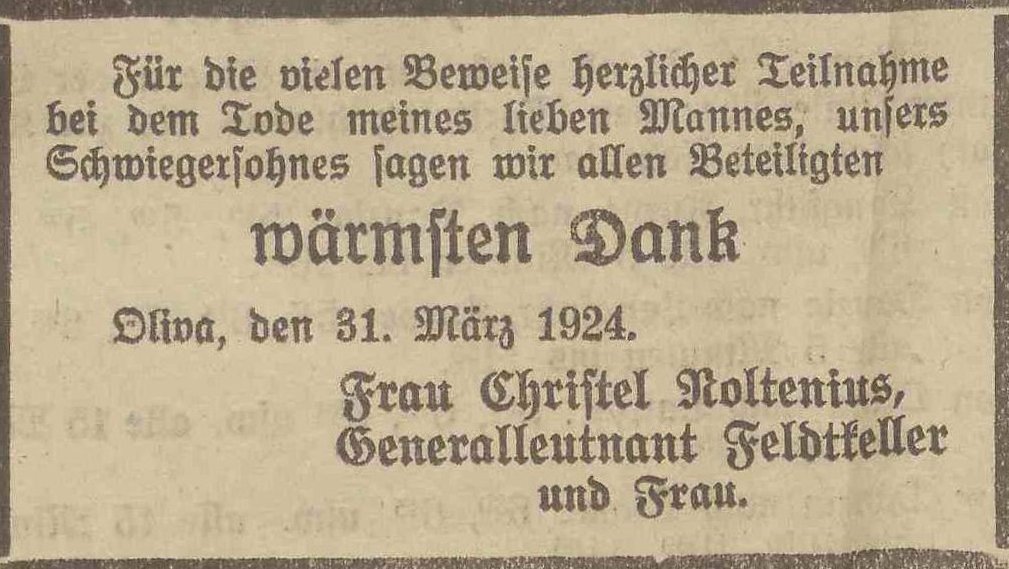 Für die vielen Beweise herzlicher Teilnahme
bei dem Tode meines lieben Mannes, unsers
Schwiegersohnes sagen wir allen Beteiligten
wärmsten Dank
Oliva, den 31. März 1924.
Frau Christel Noltenius,
Generalleutnant Feldtkeller
und Frau.